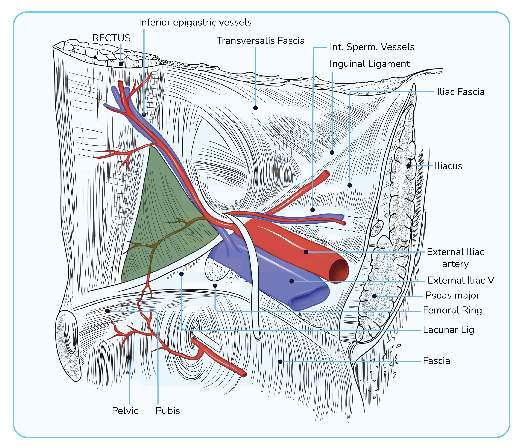 Inferior epigastric vessels
RECTUS
Transversalis Fascia
Int. Sperm. Vessels
Inguinal Ligament
Iliac Fascia
Iliacus
External Iliac
artery
External Iliac V
Psoas major
Femoral Ring
Lacunar Lig
Fascia
Pelvic
Pubis